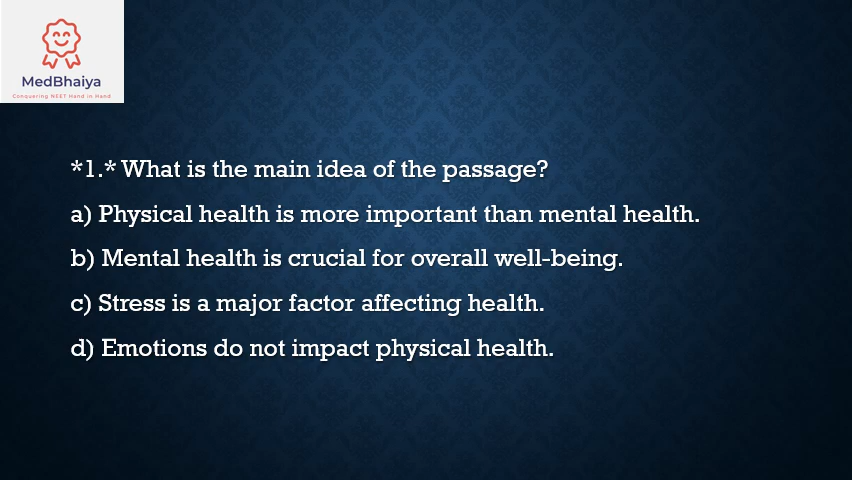 MedBhaiya
Conquering NEET Hand in Hand
*1.* What is the main idea of the passage?
a) Physical health is more important than mental health.
b) Mental health is crucial for overall well-being.
c) Stress is a major factor affecting health.
d) Emotions do not impact physical health.